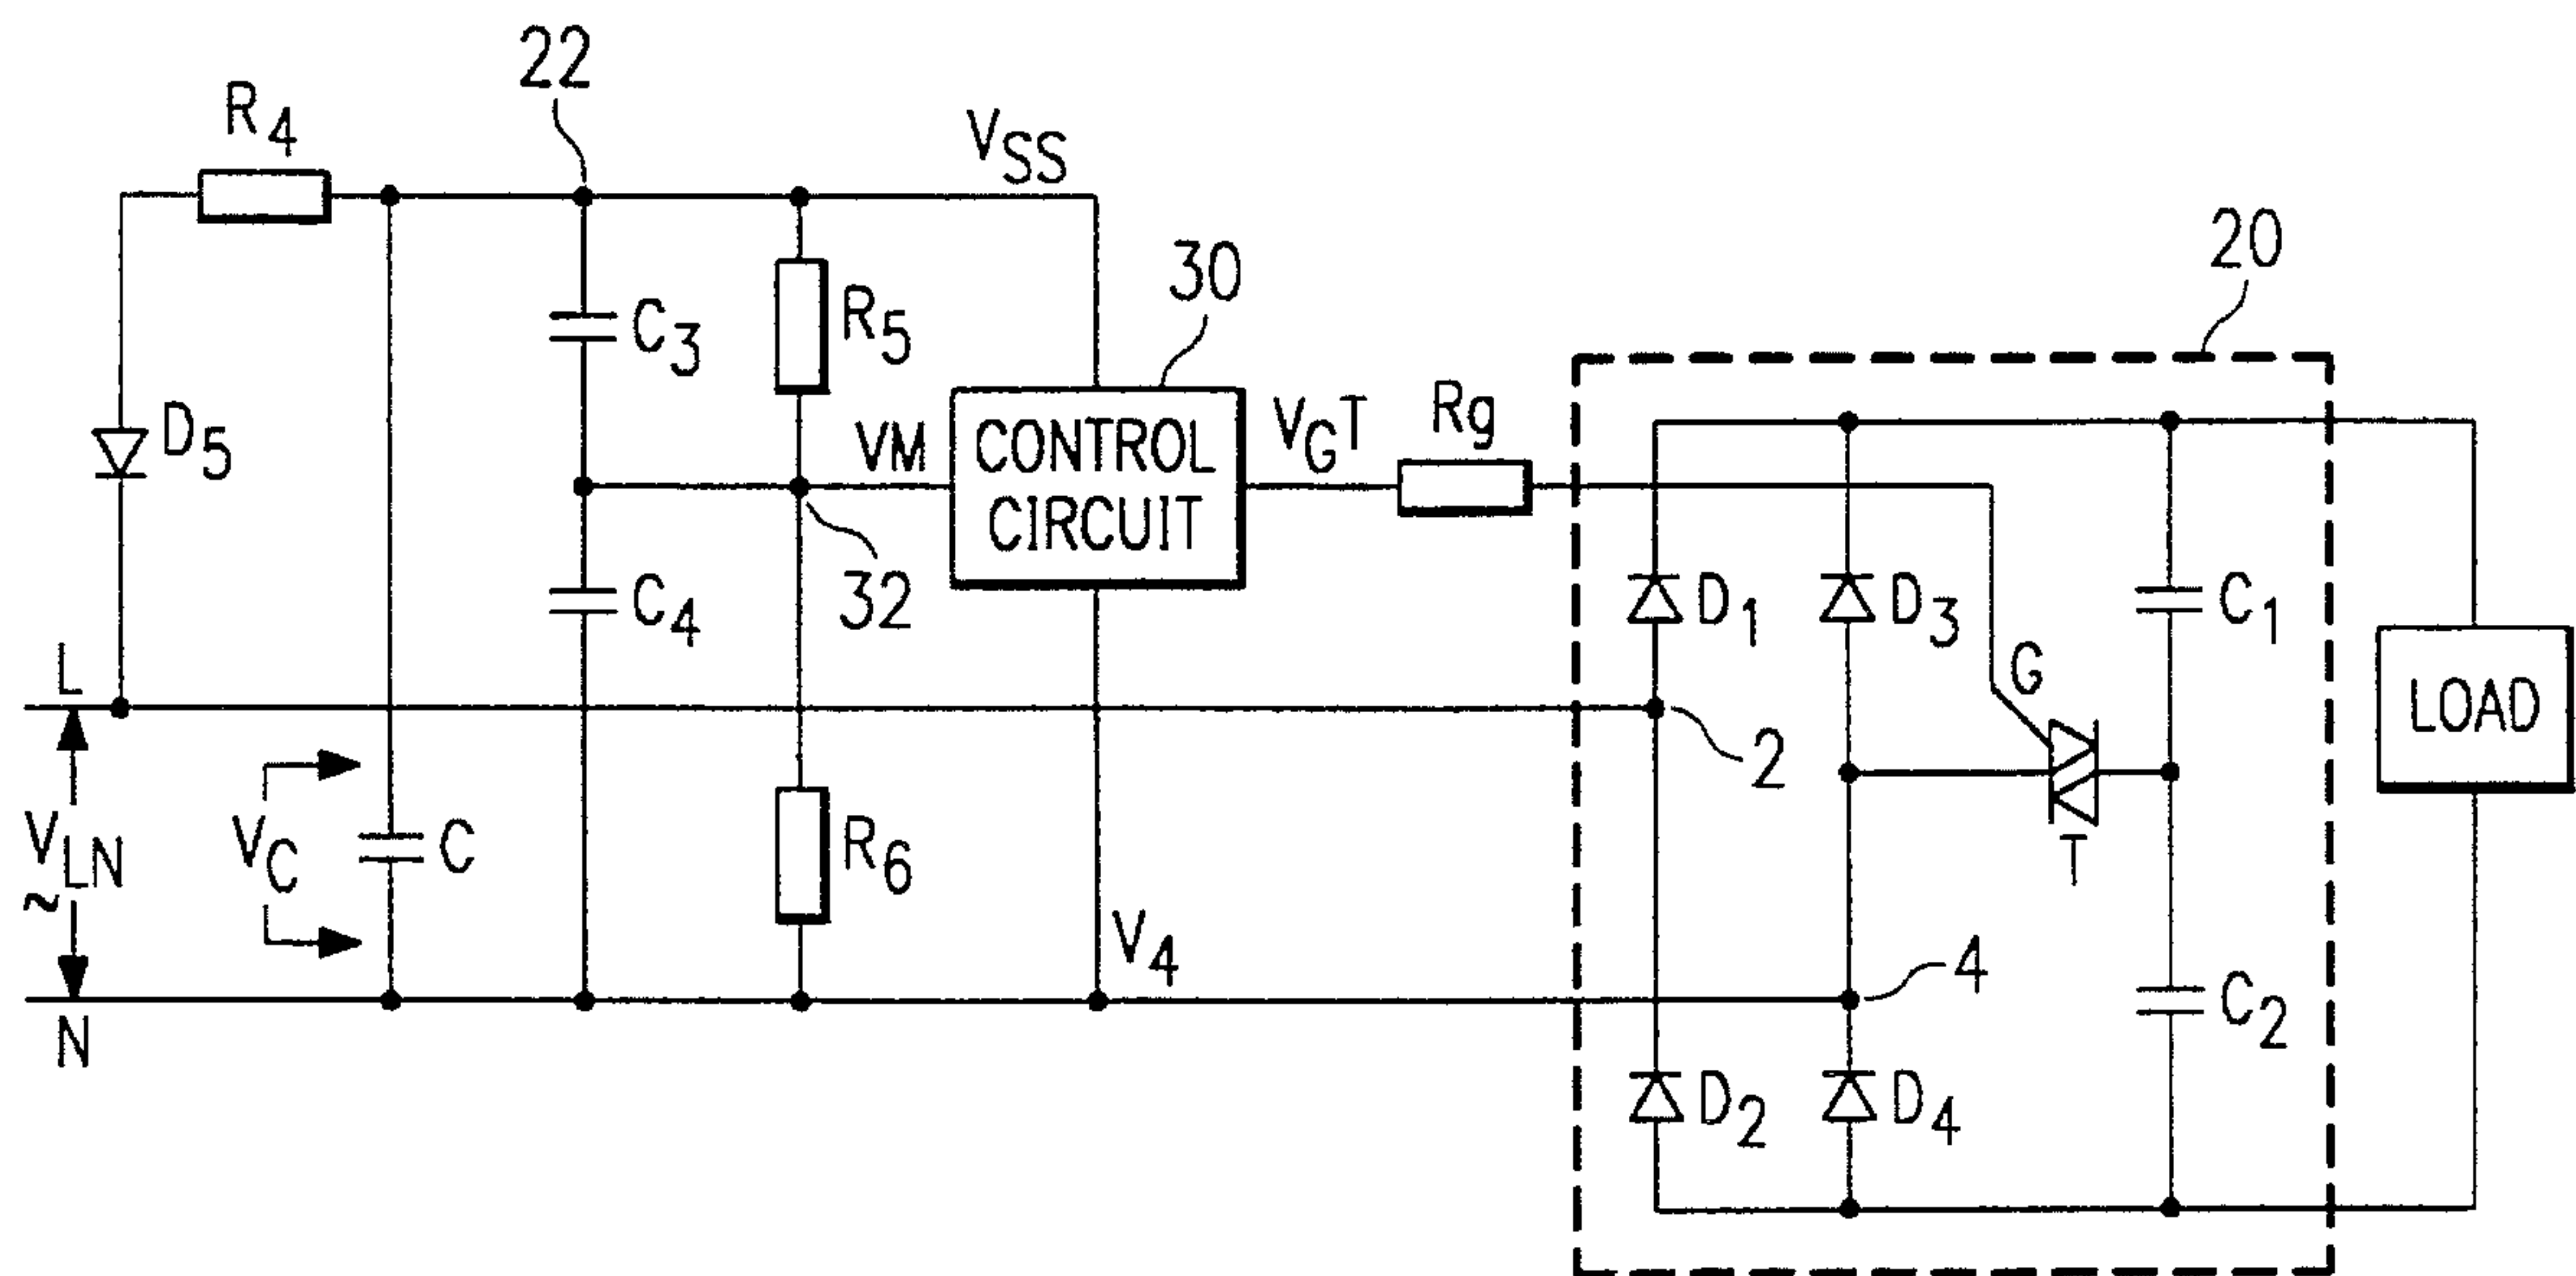 22
R4
VSS
30
20
C3
R5
D5
VM
CONTROL
CIRCUIT
VGT
Rg
32
C4
D1
D3
C1
G
L
2
LOAD
VLN
~
VC
C
R6
T
V4
4
C2
N
D2
D4